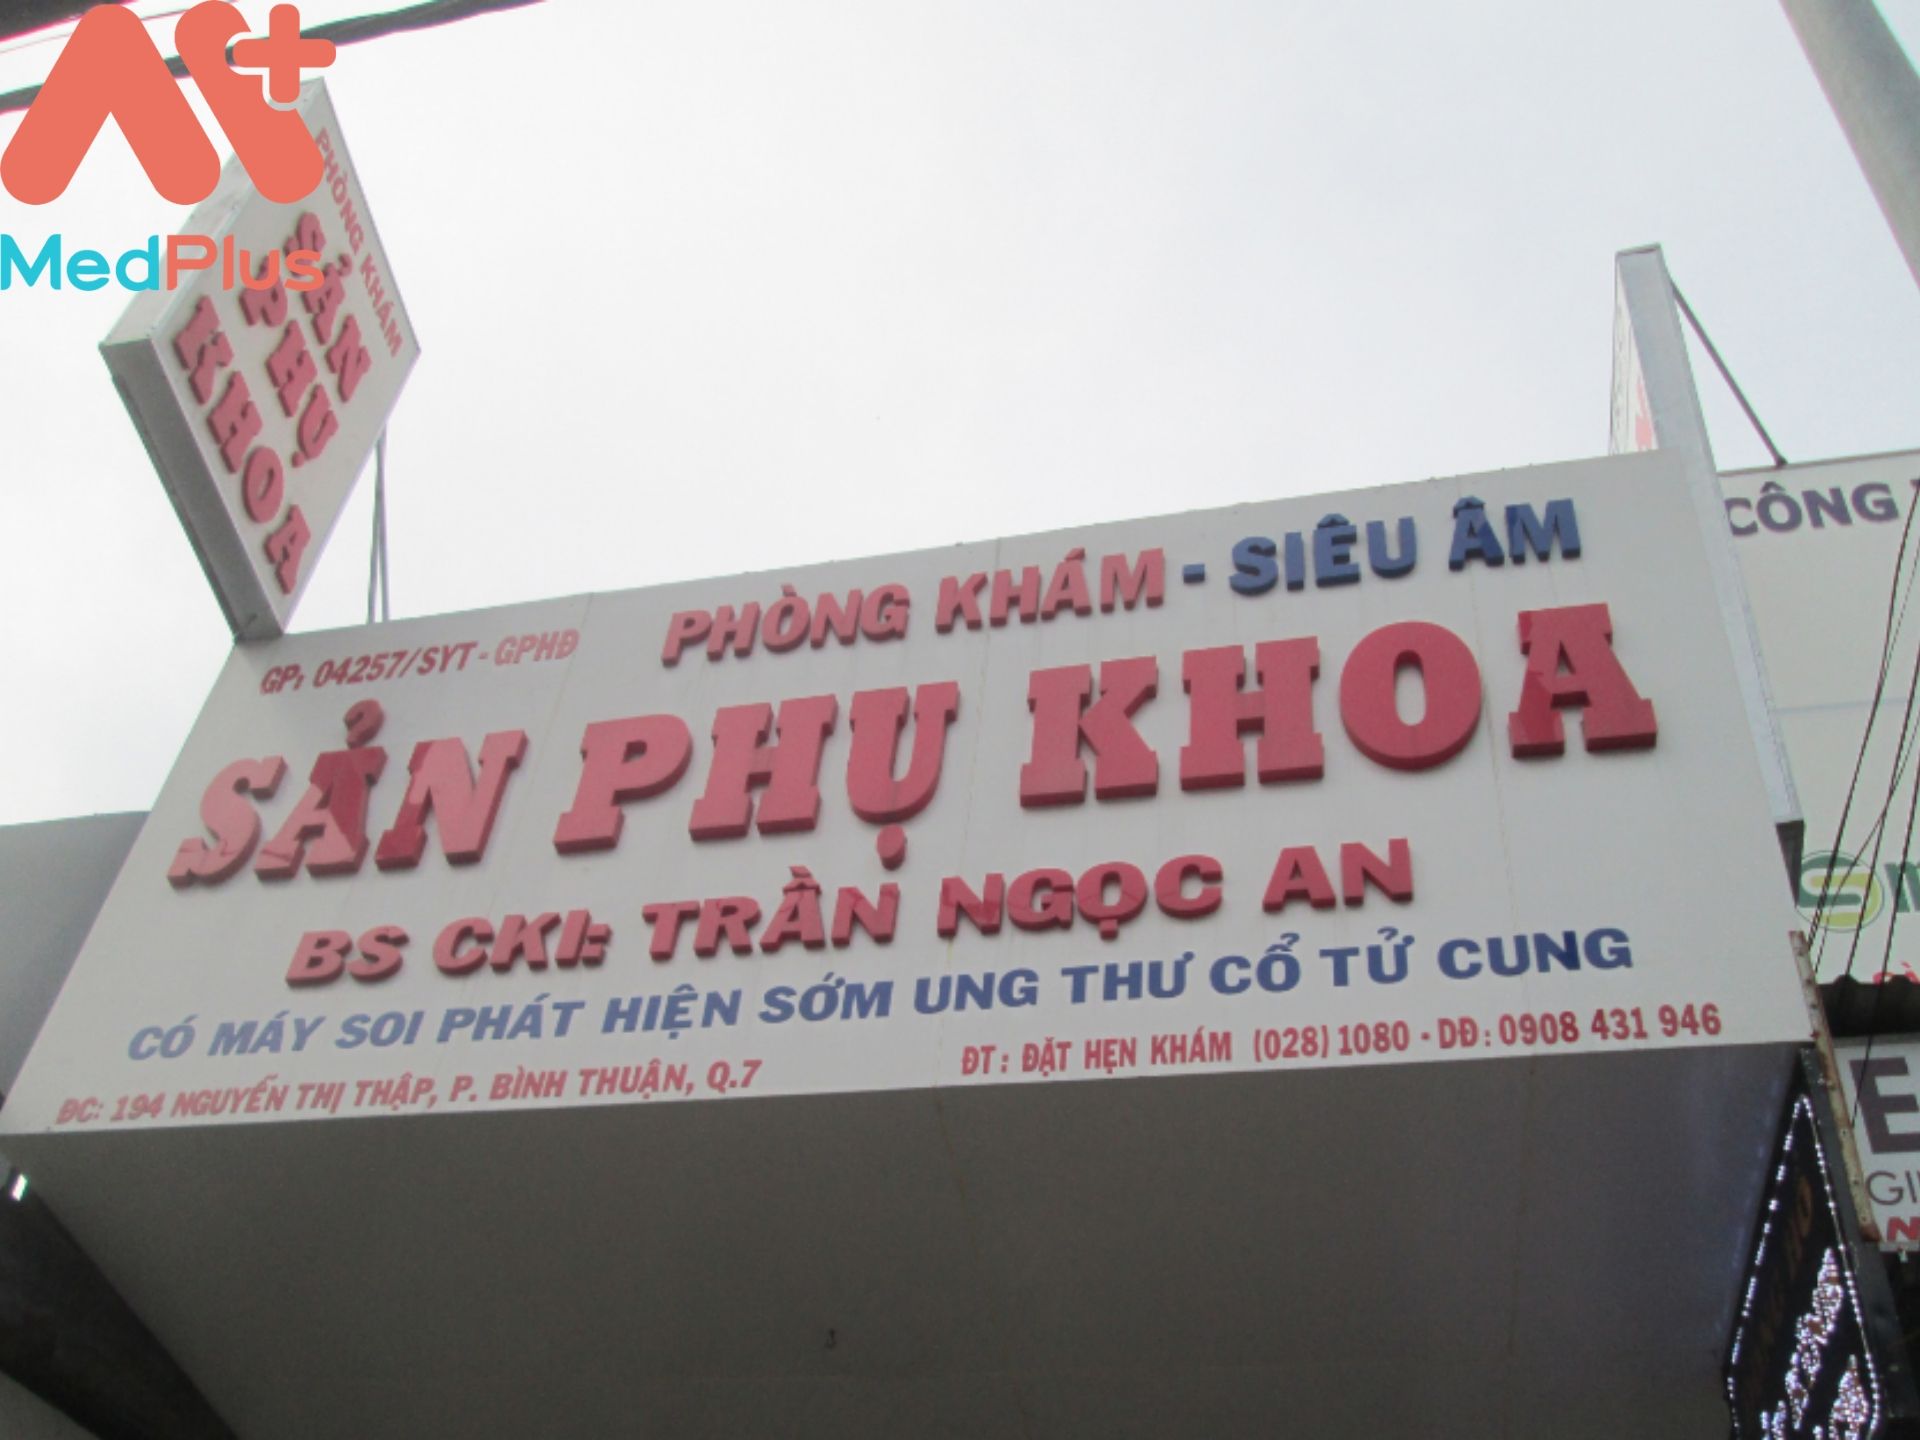 MedPlus
PHÒNG KHÁM
SẢN
PHỤ
KHOA
GP: 04257/SYT - GPHĐ
PHÒNG KHÁM - SIÊU ÂM
SẢN PHỤ KHOA
BS CKI: TRẦN NGỌC AN
CÓ MÁY SOI PHÁT HIỆN SỚM UNG THƯ CỔ TỬ CUNG
ĐC: 194 NGUYỄN THỊ THẬP, P. BÌNH THUẬN, Q.7
ĐT: ĐẶT HẸN KHÁM (028) 1080 - DĐ: 0908 431 946
CÔNG